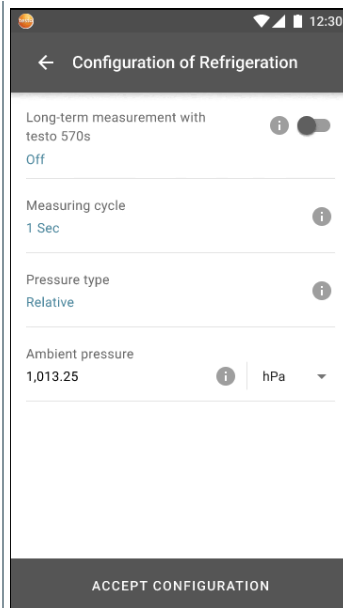 12:30
Configuration of Refrigeration
Long-term measurement with
testo 570s
Off
Measuring cycle
1 Sec
Pressure type
Relative
Ambient pressure
1,013.25
hPa
ACCEPT CONFIGURATION